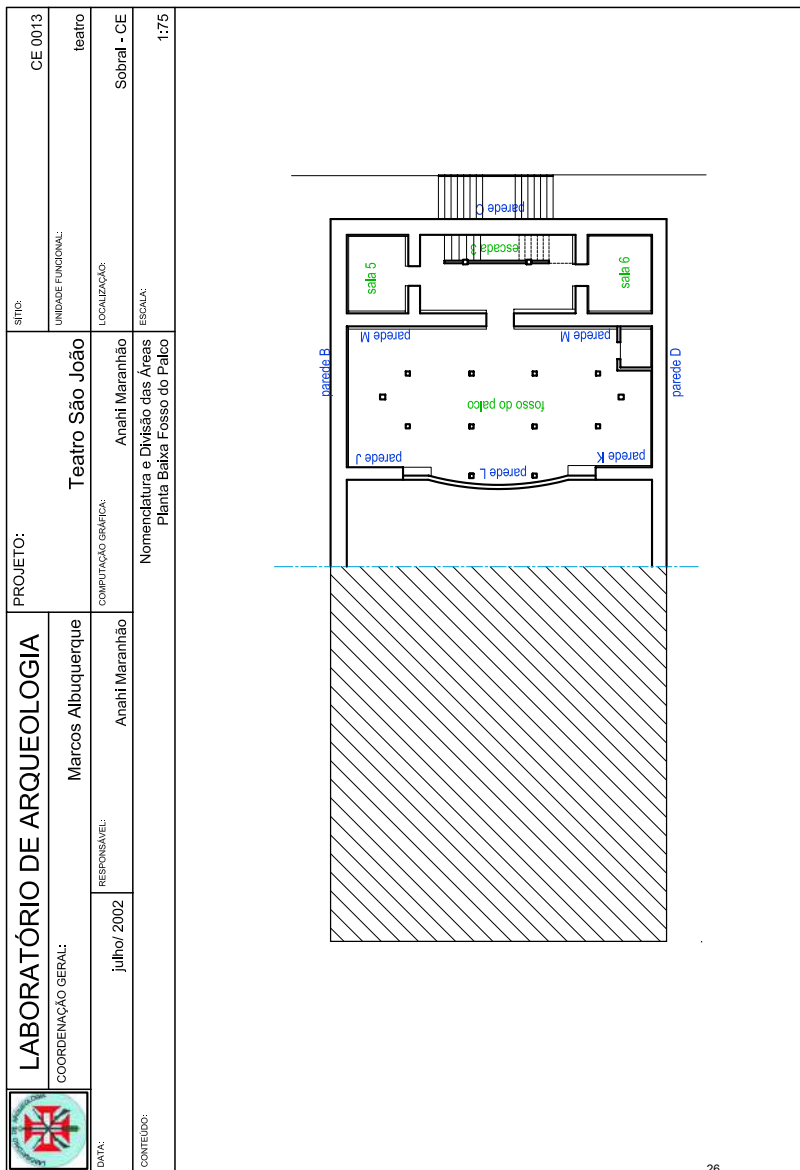 LABORATÓRIO DE ARQUEOLOGIA
PROJETO:
Teatro São João
SÍTIO:
CE 0013
COORDENAÇÃO GERAL:
Marcos Albuquerque
UNIDADE FUNCIONAL:
teatro
DATA:
julho/ 2002
RESPONSÁVEL:
Anahi Maranhão
COMPUTAÇÃO GRÁFICA:
Anahi Maranhão
LOCALIZAÇÃO:
Sobral - CE
CONTEÚDO:
Nomenclatura e Divisão das Áreas
Planta Baixa Fosso do Palco
ESCALA:
1:75
parede C
escada 3
sala 5
sala 6
parede M
parede M
parede B
parede D
fosso do palco
parede J
parede L
parede K
26